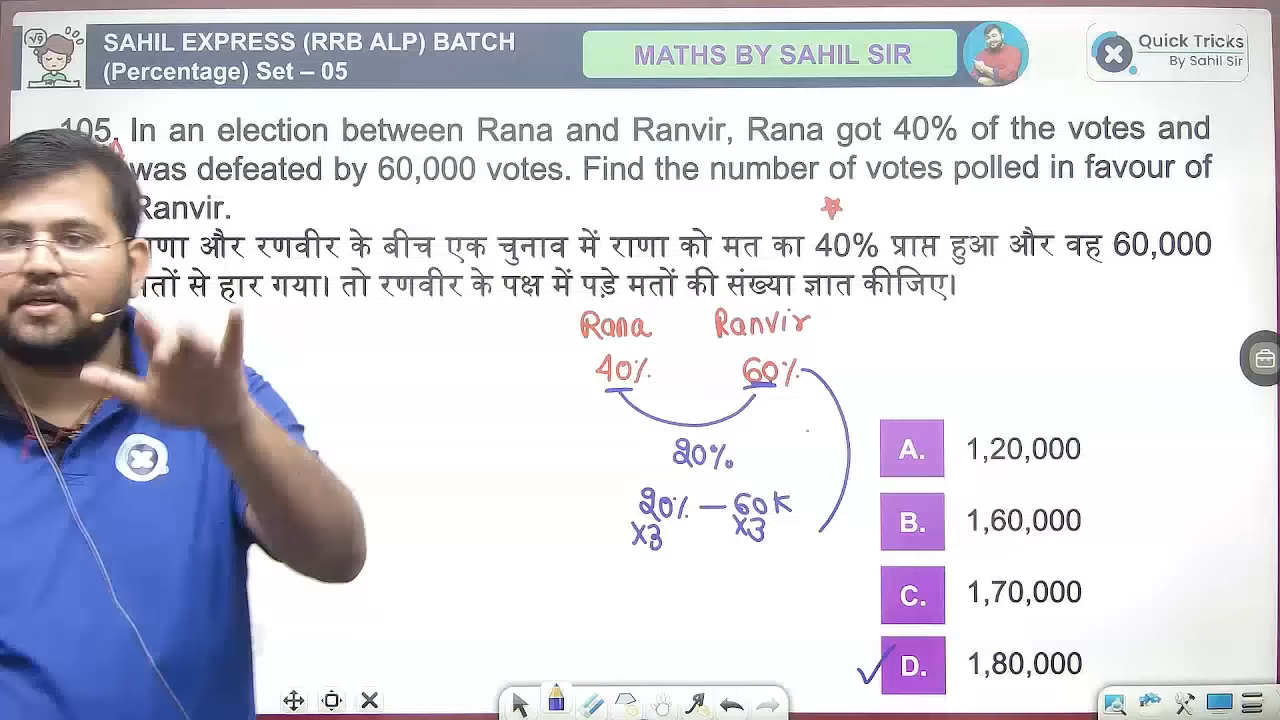 SAHIL EXPRESS (RRB ALP) BATCH
(Percentage) Set – 05
MATHS BY SAHIL SIR
Quick Tricks
By Sahil Sir
√9
105. In an election between Rana and Ranvir, Rana got 40% of the votes and
was defeated by 60,000 votes. Find the number of votes polled in favour of
Ranvir.
और रणवीर के बीच एक चुनाव में राणा को मत का 40% प्राप्त हुआ और वह 60,000
से हार गया। तो रणवीर के पक्ष में पड़े मतों की संख्या ज्ञात कीजिए।
Rana Ranvir
40% 60%
20%
20% — 60K
x3 x3
A. 1,20,000
B. 1,60,000
C. 1,70,000
D. 1,80,000